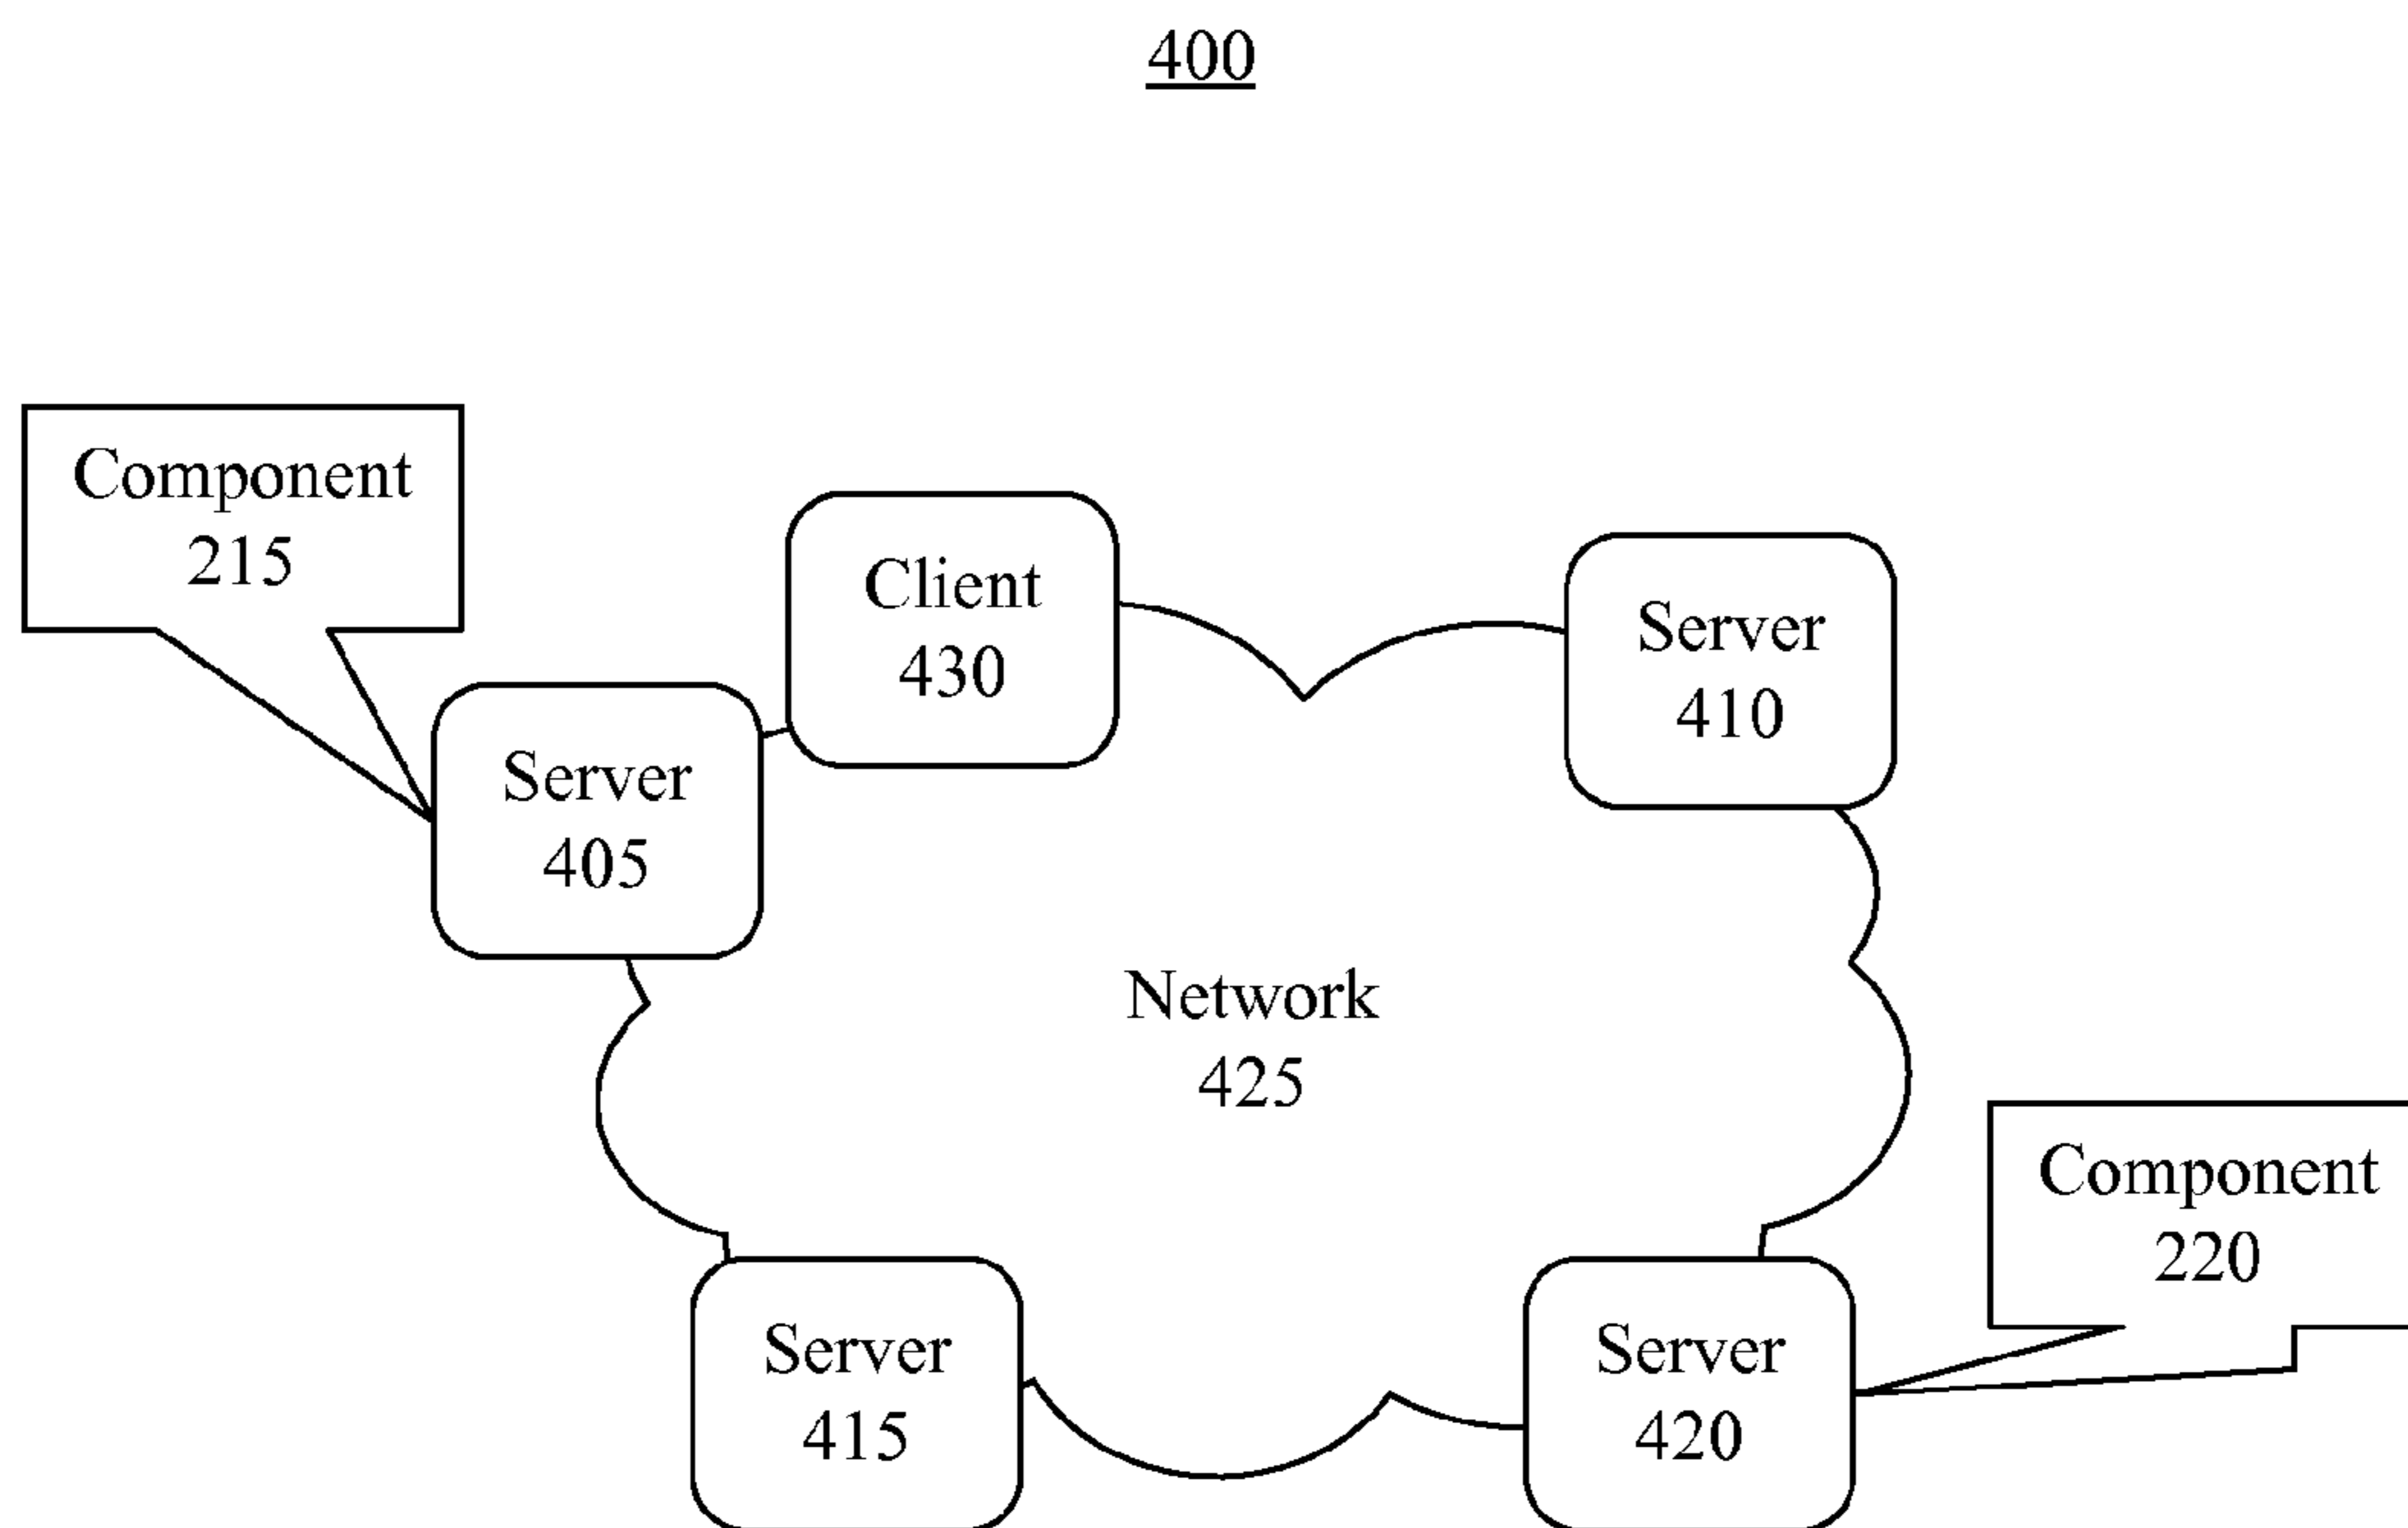 400
Component
215
Client
430
Server
410
Server
405
Network
425
Component
220
Server
415
Server
420